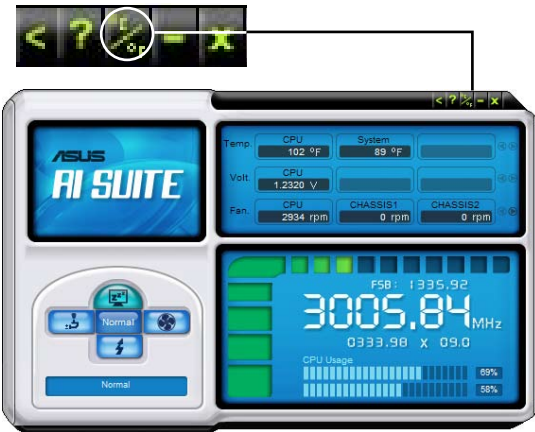 < ? °C/°F - x
< ? °C/°F - x
ASUS
AI SUITE
Temp. CPU 102 °F System 89 °F
Volt. CPU 1.2320 V
Fan. CPU 2934 rpm CHASSIS1 0 rpm CHASSIS2 0 rpm
zzz
Normal
Normal
FSB: 1335.92
3005.84 MHz
0333.98 X 09.0
CPU Usage
69%
58%